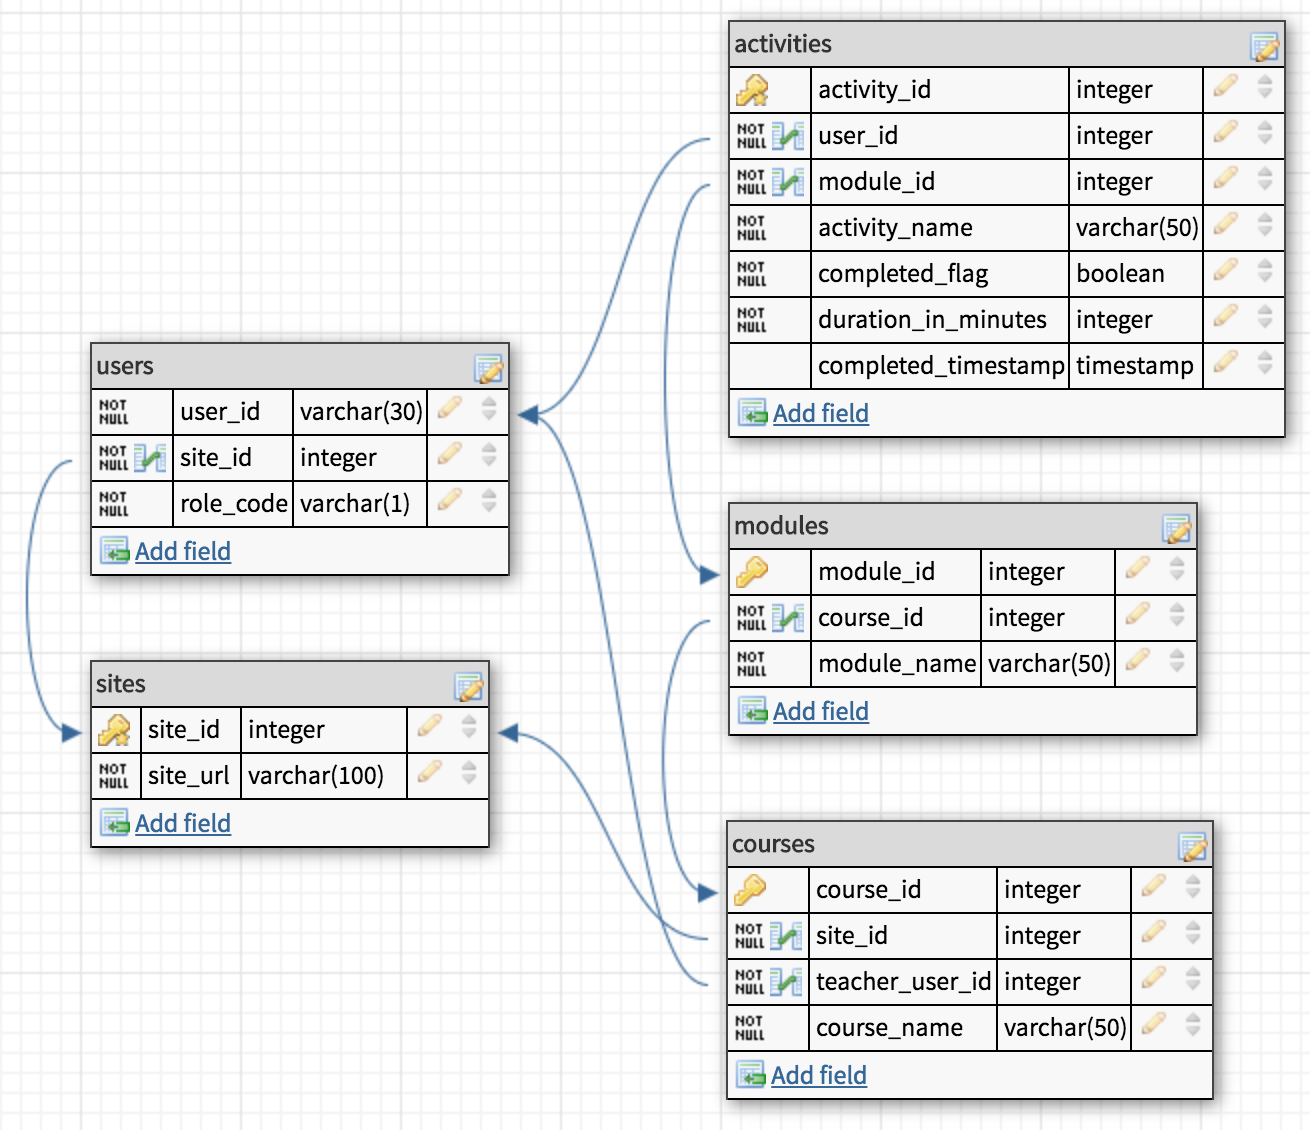 activities
activity_id integer
NOT NULL user_id integer
NOT NULL module_id integer
NOT NULL activity_name varchar(50)
NOT NULL completed_flag boolean
NOT NULL duration_in_minutes integer
completed_timestamp timestamp
Add field
users
NOT NULL user_id varchar(30)
NOT NULL site_id integer
NOT NULL role_code varchar(1)
Add field
modules
module_id integer
NOT NULL course_id integer
NOT NULL module_name varchar(50)
Add field
sites
site_id integer
NOT NULL site_url varchar(100)
Add field
courses
course_id integer
NOT NULL site_id integer
NOT NULL teacher_user_id integer
NOT NULL course_name varchar(50)
Add field